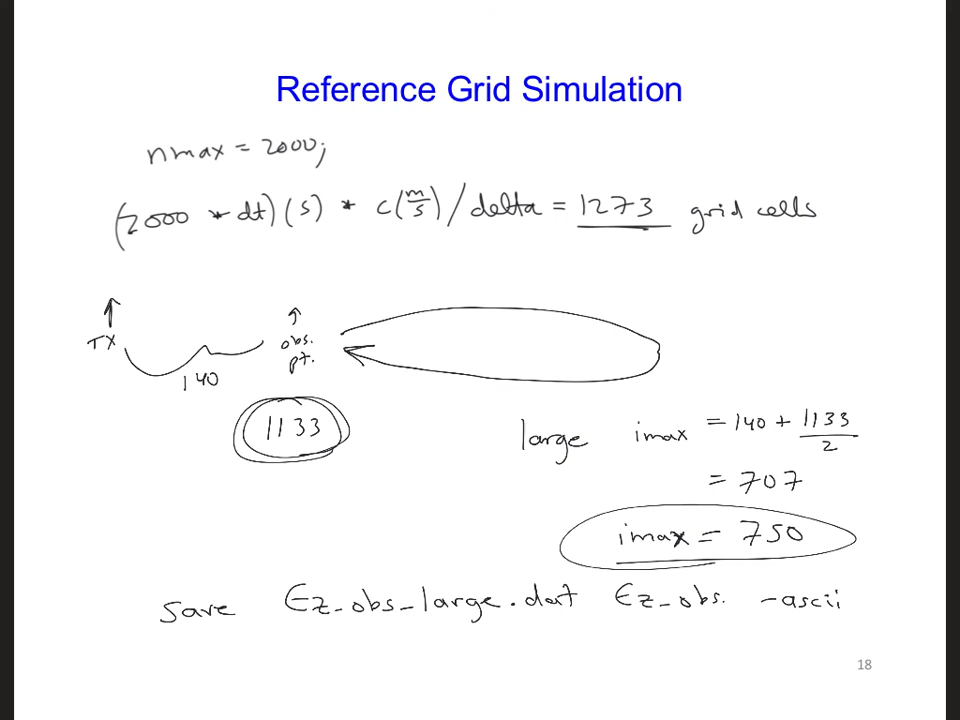 Reference Grid Simulation
nmax = 2000;
(2000 * dt)(s) * c(m/s)/delta = 1273 grid cells
TX
obs.
pt.
140
1133
large imax = 140 + 1133/2
= 707
imax = 750
save Ez_obs_large.dat Ez_obs. -ascii
18